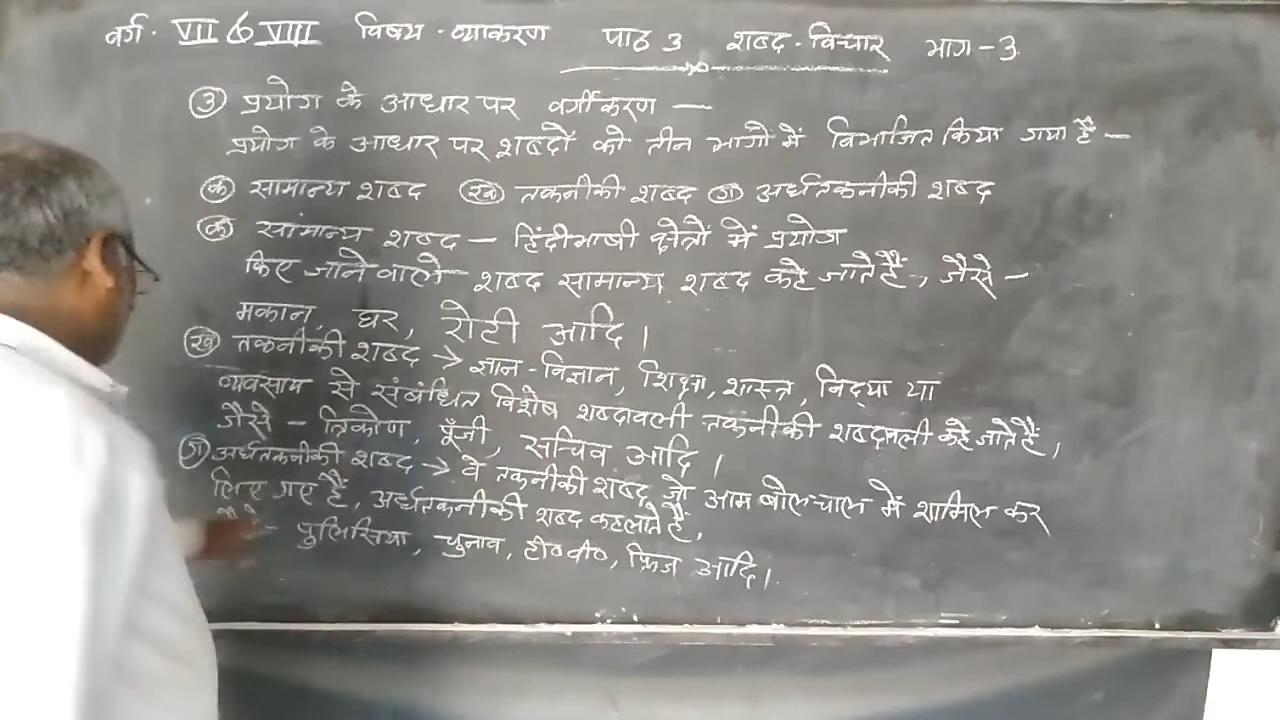 वर्ग. VII & VIII विषय - व्याकरण पाठ 3 शब्द - विचार भाग - 3
③ प्रयोग के आधार पर वर्गीकरण —
प्रयोग के आधार पर शब्दों को तीन भागों में विभाजित किया गया है —
(क) सामान्य शब्द (ख) तकनीकी शब्द (ग) अर्धतकनीकी शब्द
(क) सामान्य शब्द — हिंदीभाषी क्षेत्रों में प्रयोग
किए जाने वाले शब्द सामान्य शब्द कहे जाते हैं, जैसे —
मकान, घर, रोटी आदि।
(ख) तकनीकी शब्द → ज्ञान - विज्ञान, शिक्षा, शास्त्र, विद्या या
व्यवसाय से संबंधित विशेष शब्दावली तकनीकी शब्दावली कहे जाते हैं,
जैसे — त्रिकोण, पूँजी, सचिव आदि।
(ग) अर्धतकनीकी शब्द → वे तकनीकी शब्द जो आम बोल-चाल में शामिल कर
लिए गए हैं, अर्धतकनीकी शब्द कहलाते हैं,
— पुलिसिया, चुनाव, टी०वी०, फ्रिज आदि।